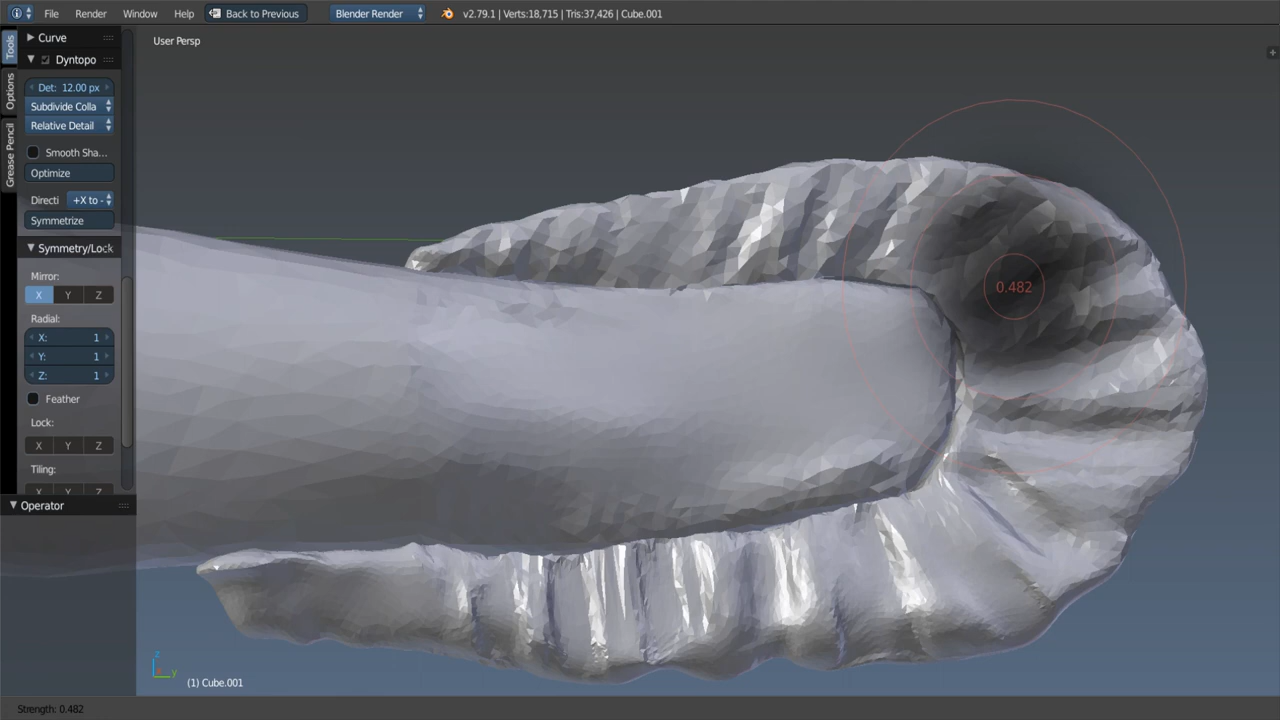 File Render Window Help Back to Previous Blender Render v2.79.1 | Verts:18,715 | Tris:37,426 | Cube.001
Tools
Options
Grease Pencil
Curve
Dyntopo
Det: 12.00 px
Subdivide Colla
Relative Detail
Smooth Sha...
Optimize
Directi +X to -
Symmetrize
Symmetry/Lock
Mirror:
X Y Z
Radial:
X: 1
Y: 1
Z: 1
Feather
Lock:
X Y Z
Tiling:
X Y Z
Operator
User Persp
0.482
z
y
(1) Cube.001
Strength: 0.482